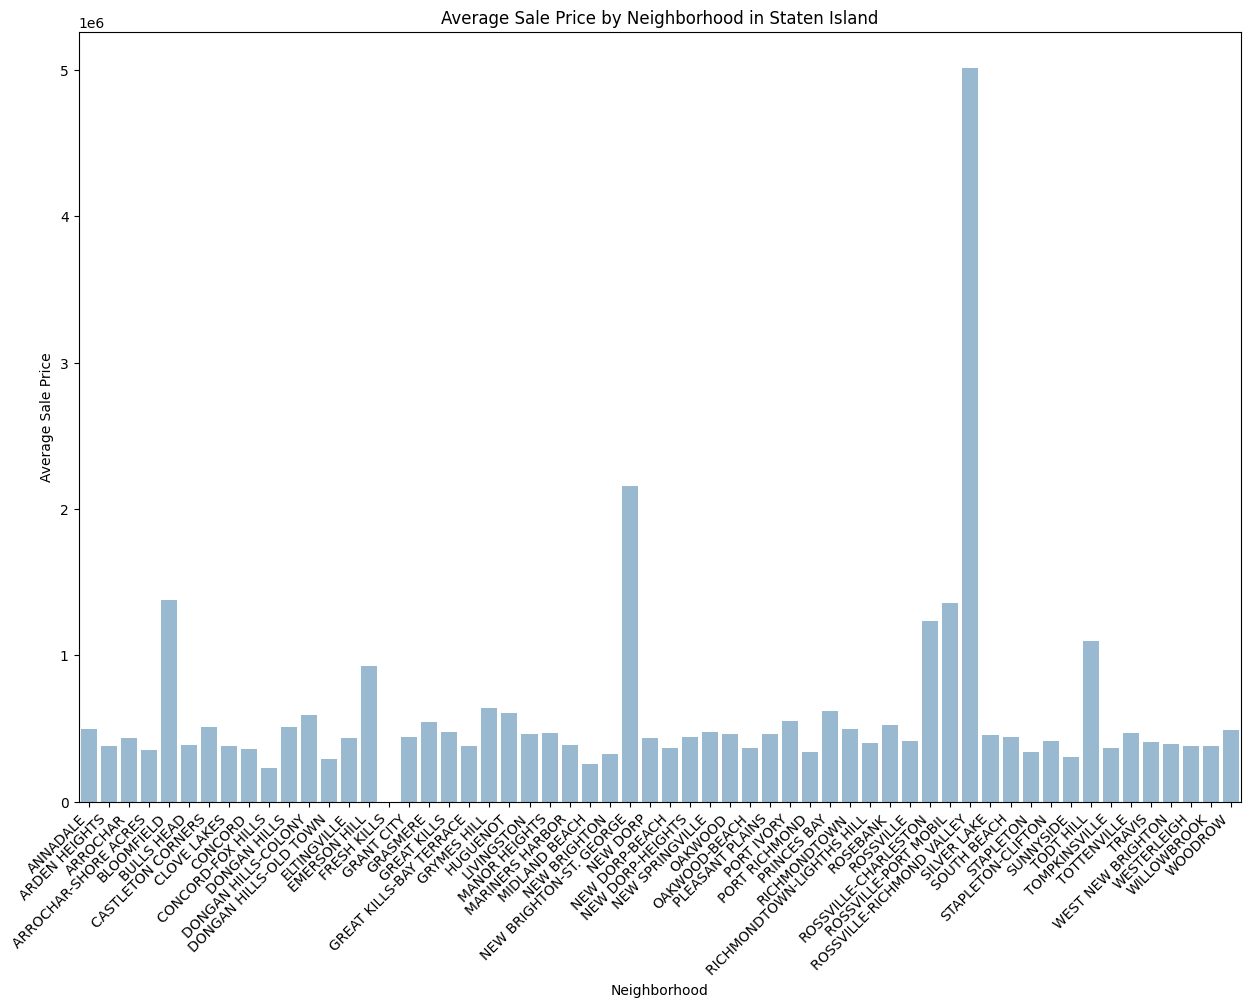 Average Sale Price by Neighborhood in Staten Island
1e6
5
4
3
2
1
0
Average Sale Price
ANNADALE
ARDEN HEIGHTS
ARROCHAR
ARROCHAR-SHORE ACRES
BLOOMFIELD
BULLS HEAD
CASTLETON CORNERS
CLOVE LAKES
CONCORD
CONCORD-FOX HILLS
DONGAN HILLS
DONGAN HILLS-COLONY
DONGAN HILLS-OLD TOWN
ELTINGVILLE
EMERSON HILL
FRESH KILLS
GRANT CITY
GRASMERE
GREAT KILLS
GREAT KILLS-BAY TERRACE
GRYMES HILL
HUGUENOT
LIVINGSTON
MANOR HEIGHTS
MARINERS HARBOR
MIDLAND BEACH
NEW BRIGHTON
NEW BRIGHTON-ST. GEORGE
NEW DORP
NEW DORP-BEACH
NEW DORP-HEIGHTS
NEW SPRINGVILLE
OAKWOOD
OAKWOOD-BEACH
PLEASANT PLAINS
PORT IVORY
PORT RICHMOND
PRINCES BAY
RICHMONDTOWN
RICHMONDTOWN-LIGHTHS HILL
ROSEBANK
ROSSVILLE
ROSSVILLE-CHARLESTON
ROSSVILLE-PORT MOBIL
ROSSVILLE-RICHMOND VALLEY
SILVER LAKE
SOUTH BEACH
STAPLETON
STAPLETON-CLIFTON
SUNNYSIDE
TODT HILL
TOMPKINSVILLE
TOTTENVILLE
TRAVIS
WEST NEW BRIGHTON
WESTERLEIGH
WILLOWBROOK
WOODROW
Neighborhood